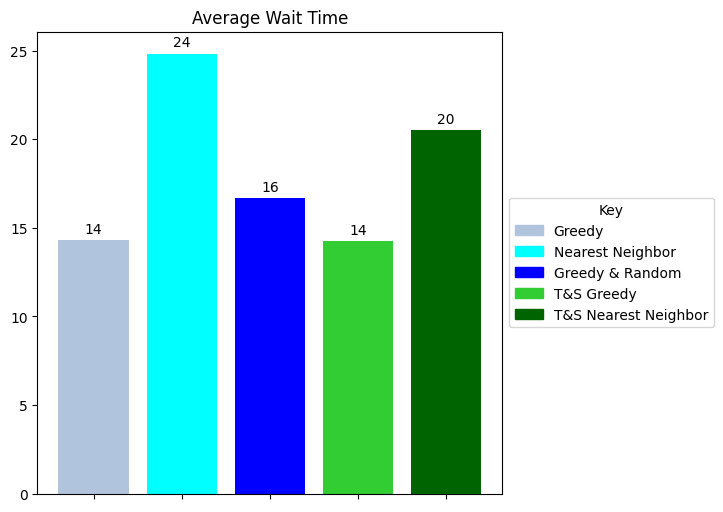 Average Wait Time
25
20
15
10
5
0
14
24
16
14
20
Key
Greedy
Nearest Neighbor
Greedy & Random
T&S Greedy
T&S Nearest Neighbor